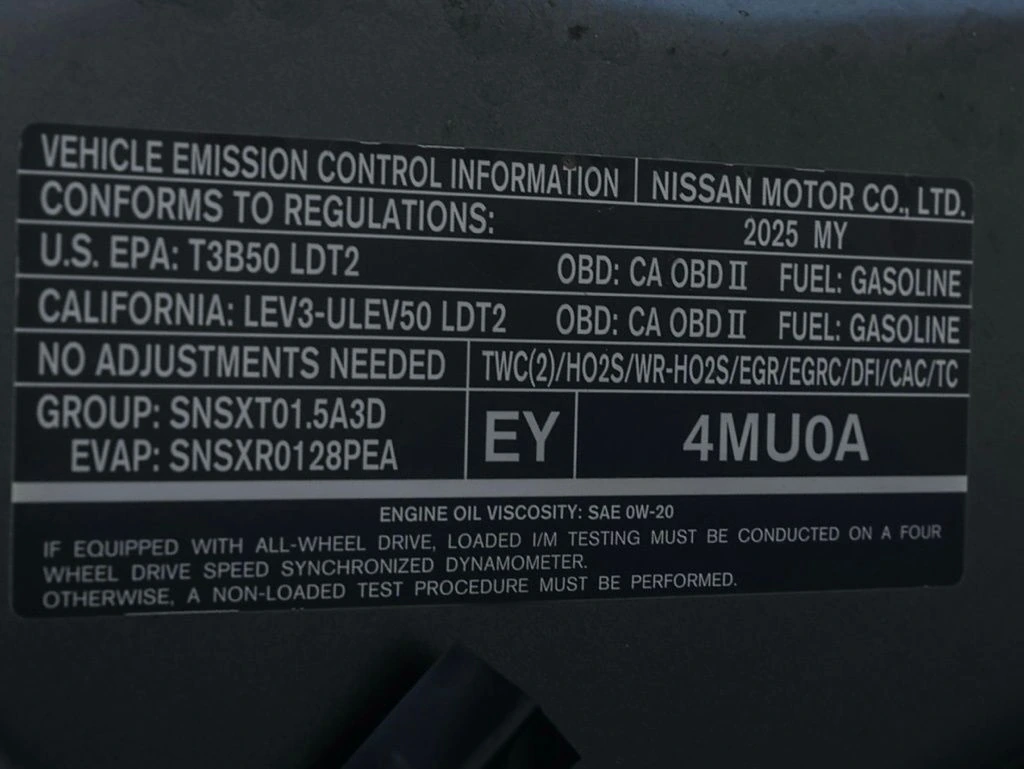 VEHICLE EMISSION CONTROL INFORMATION NISSAN MOTOR CO., LTD.
CONFORMS TO REGULATIONS: 2025 MY
U.S. EPA: T3B50 LDT2 OBD: CA OBD II FUEL: GASOLINE
CALIFORNIA: LEV3-ULEV50 LDT2 OBD: CA OBD II FUEL: GASOLINE
NO ADJUSTMENTS NEEDED TWC(2)/HO2S/WR-HO2S/EGR/EGRC/DFI/CAC/TC
GROUP: SNSXT01.5A3D
EVAP: SNSXR0128PEA
EY 4MU0A
ENGINE OIL VISCOSITY: SAE 0W-20
IF EQUIPPED WITH ALL-WHEEL DRIVE, LOADED I/M TESTING MUST BE CONDUCTED ON A FOUR
WHEEL DRIVE SPEED SYNCHRONIZED DYNAMOMETER.
OTHERWISE, A NON-LOADED TEST PROCEDURE MUST BE PERFORMED.